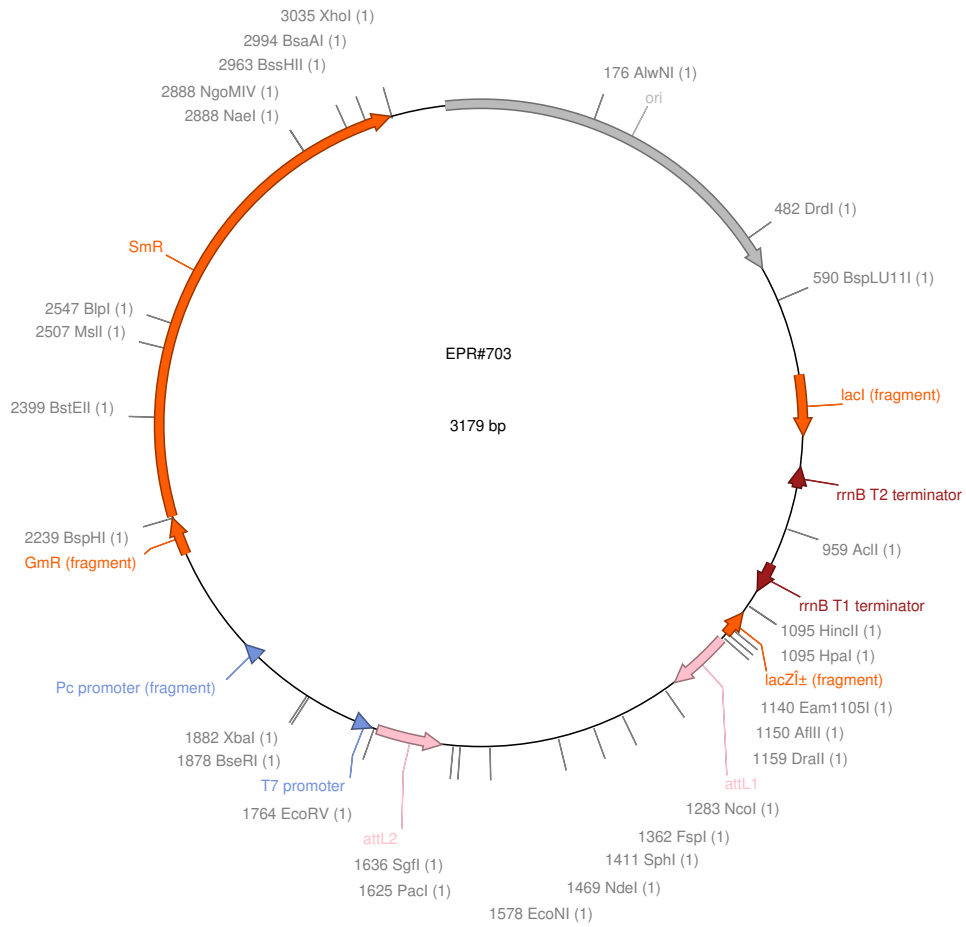 3035 XhoI (1)
2994 BsaAI (1)
2963 BssHII (1)
2888 NgoMIV (1)
2888 NaeI (1)
176 AlwNI (1)
ori
482 DrdI (1)
590 BspLU11I (1)
SmR
2547 BlpI (1)
2507 MslI (1)
2399 BstEII (1)
EPR#703
3179 bp
lacI (fragment)
rrnB T2 terminator
2239 BspHI (1)
GmR (fragment)
959 AclI (1)
rrnB T1 terminator
1095 HincII (1)
1095 HpaI (1)
lacZÎ± (fragment)
Pc promoter (fragment)
1140 Eam1105I (1)
1150 AflII (1)
1159 DraII (1)
1882 XbaI (1)
1878 BseRI (1)
T7 promoter
attL1
1764 EcoRV (1)
1283 NcoI (1)
attL2
1362 FspI (1)
1636 SgfI (1)
1411 SphI (1)
1625 PacI (1)
1469 NdeI (1)
1578 EcoNI (1)